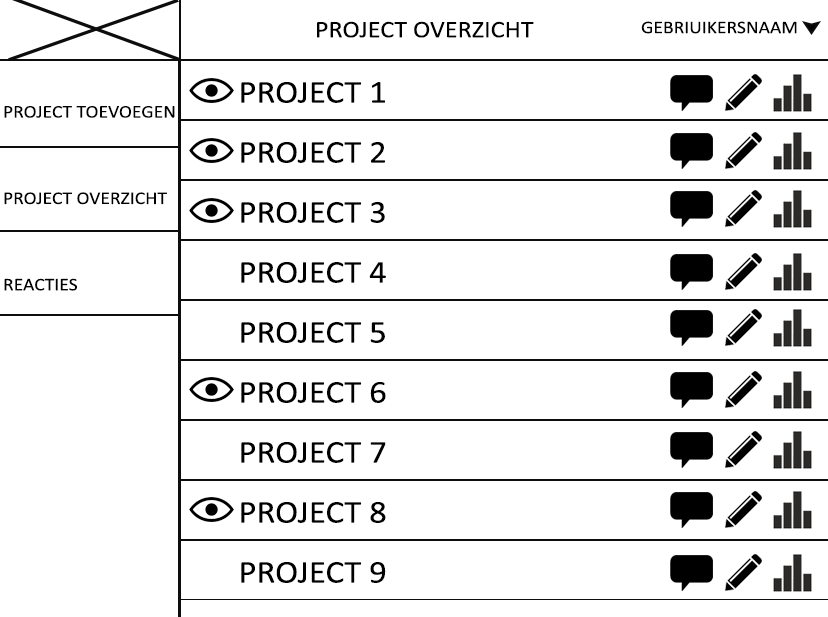 PROJECT OVERZICHT
GEBRIUIKERSNAAM
PROJECT TOEVOEGEN
PROJECT OVERZICHT
REACTIES
PROJECT 1
PROJECT 2
PROJECT 3
PROJECT 4
PROJECT 5
PROJECT 6
PROJECT 7
PROJECT 8
PROJECT 9